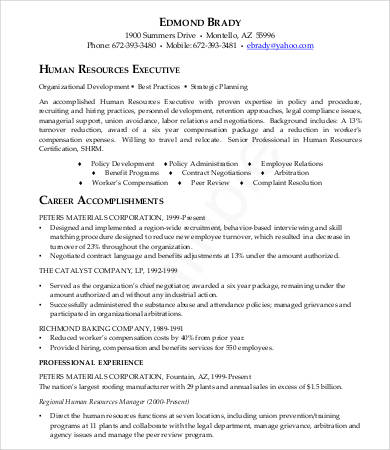 EDMOND BRADY
1900 Summers Drive • Montello, AZ 55996
Phone: 672-393-3480 • Mobile: 672-393-3481 • ebrady@yahoo.com
HUMAN RESOURCES EXECUTIVE
Organizational Development • Best Practices • Strategic Planning
An accomplished Human Resources Executive with proven expertise in policy and procedure,
recruiting and hiring practices, personnel development, retention approaches, legal compliance issues,
managerial support, union avoidance, labor relations and negotiations. Background includes: A 13%
turnover reduction, award of a six year compensation package and a reduction in worker's
compensation expenses. Willing to travel and relocate. Senior Professional in Human Resources
Certification, SHRM.
♦ Policy Development ♦ Policy Administration ♦ Employee Relations
♦ Benefit Programs ♦ Contract Negotiations ♦ Arbitration
♦ Worker's Compensation ♦ Peer Review ♦ Complaint Resolution
CAREER ACCOMPLISHMENTS
PETERS MATERIALS CORPORATION, 1999-Present
• Designed and implemented a region-wide recruitment, behavior-based interviewing and skill
matching procedure designed to reduce new employee turnover, which resulted in a decrease in
turnover of 23% throughout the organization.
• Negotiated contract language and benefits adjustments at 13% under the amount authorized.
THE CATALYST COMPANY, LP, 1992-1999
• Served as the organization's chief negotiator; awarded a six year package, remaining under the
amount authorized and without any union activity.
• Successfully administered the substance abuse and attendance policies; managed grievances and
participated in organizational arbitrations.
RICHMOND BAKING COMPANY, 1989-1991
• Reduced worker's compensation costs by 40% from prior year.
• Provided hiring, compensation and benefits services for 550 employees.
PROFESSIONAL EXPERIENCE
PETERS MATERIALS CORPORATION, Fountain, AZ, 1999-Present
The nation's largest roofing manufacturer with 29 plants and annual sales in excess of $1.5 billion.
Regional Human Resources Manager (2000-Present)
• Direct the human resources functions at seven locations, including union prevention/training
programs at 11 plants. Collaborate with the legal department, manage grievance, arbitration and
agency issues and manage the peer review program.